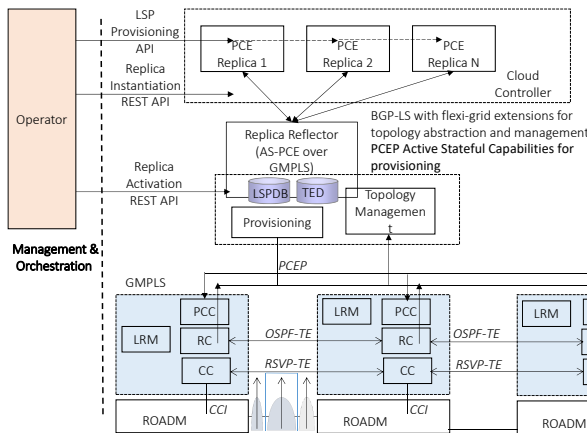 LSP
Provisioning
API
Replica
Instantiation
REST API
Operator
Replica
Activation
REST API
Management &
Orchestration
PCE
Replica 1
PCE
Replica 2
PCE
Replica N
Cloud
Controller
Replica Reflector
(AS-PCE over
GMPLS)
BGP-LS with flexi-grid extensions for
topology abstraction and management
PCEP Active Stateful Capabilities for
provisioning
LSPDB
TED
Provisioning
Topology
Managemen
t
PCEP
GMPLS
PCC
LRM
RC
CC
OSPF-TE
RSVP-TE
CCI
ROADM
LRM
PCC
RC
CC
OSPF-TE
RSVP-TE
CCI
ROADM
LRM
ROADM